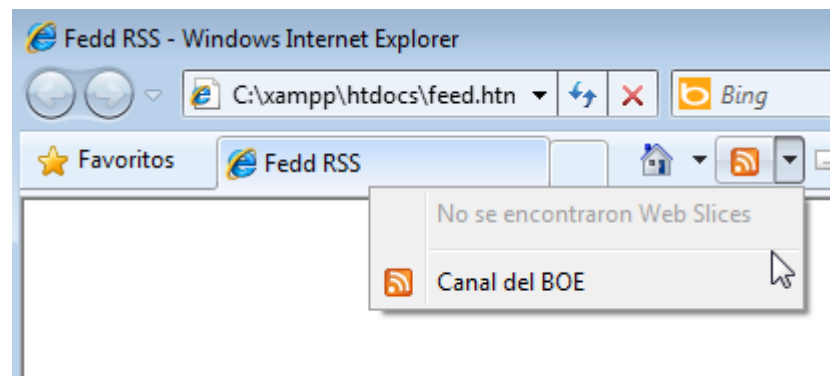 Fedd RSS - Windows Internet Explorer
C:\xampp\htdocs\feed.htn
Bing
Favoritos
Fedd RSS
No se encontraron Web Slices
Canal del BOE